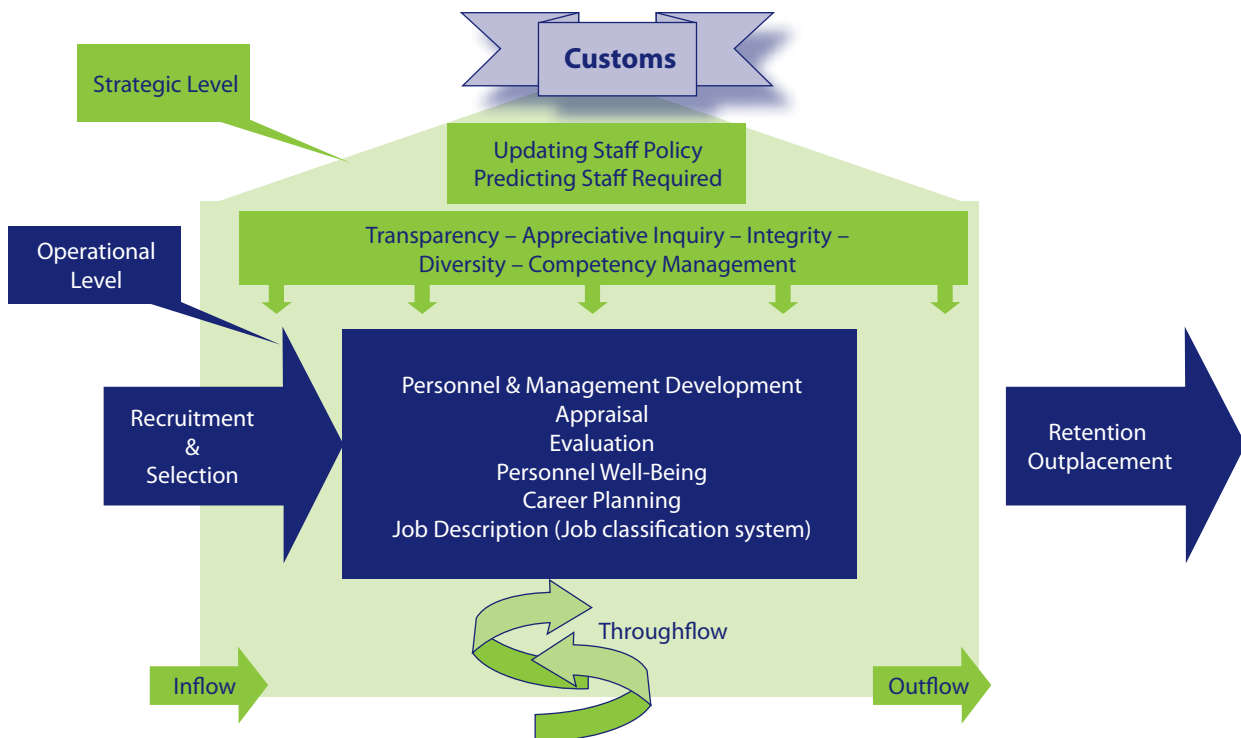 Customs
Strategic Level
Updating Staff Policy
Predicting Staff Required
Transparency – Appreciative Inquiry – Integrity –
Diversity – Competency Management
Operational
Level
Recruitment
&
Selection
Personnel & Management Development
Appraisal
Evaluation
Personnel Well-Being
Career Planning
Job Description (Job classification system)
Retention
Outplacement
Throughflow
Inflow
Outflow